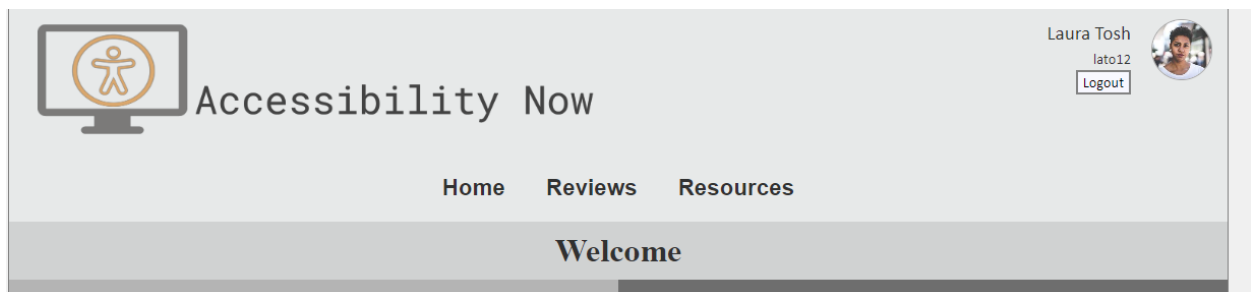 Accessibility Now
Laura Tosh
lato12
Logout
Home Reviews Resources
Welcome